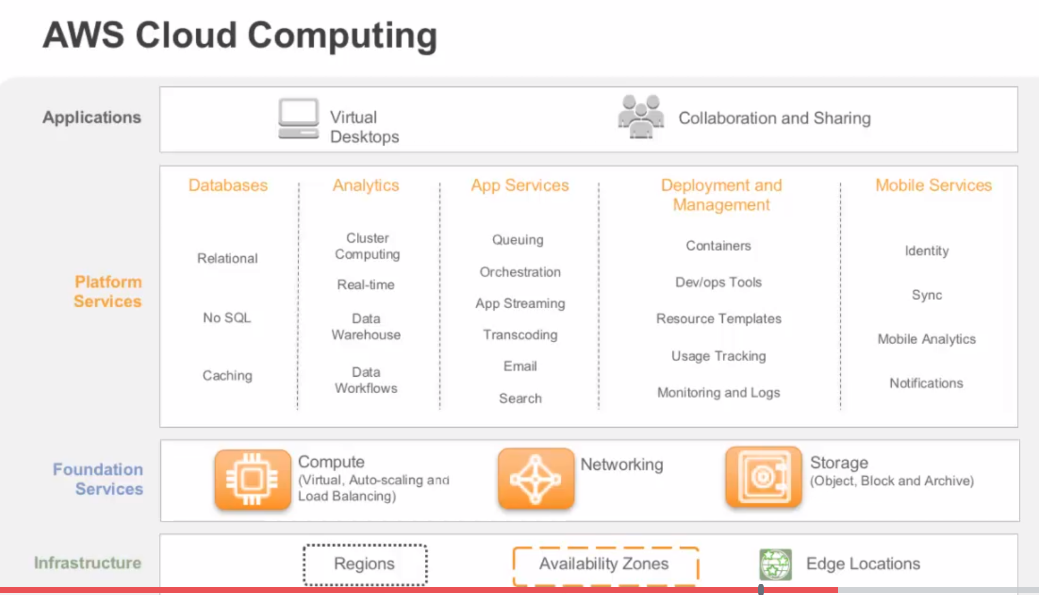 AWS Cloud Computing
Applications
Virtual
Desktops
Collaboration and Sharing
Platform
Services
Databases
Relational
No SQL
Caching
Analytics
Cluster
Computing
Real-time
Data
Warehouse
Data
Workflows
App Services
Queuing
Orchestration
App Streaming
Transcoding
Email
Search
Deployment and
Management
Containers
Dev/ops Tools
Resource Templates
Usage Tracking
Monitoring and Logs
Mobile Services
Identity
Sync
Mobile Analytics
Notifications
Foundation
Services
Compute
(Virtual, Auto-scaling and
Load Balancing)
Networking
Storage
(Object, Block and Archive)
Infrastructure
Regions
Availability Zones
Edge Locations